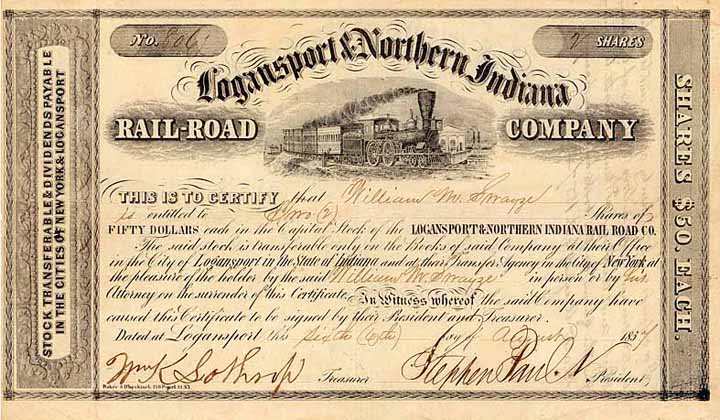 No. 806
2 SHARES
Logansport & Northern Indiana
RAIL-ROAD COMPANY
STOCK TRANSFERABLE & DIVIDENDS PAYABLE
IN THE CITIES OF NEW YORK & LOGANSPORT
SHARES $50 EACH.
THIS IS TO CERTIFY that William M. Swayze
is entitled to Two (2) Shares of
FIFTY DOLLARS each in the Capital Stock of the LOGANSPORT & NORTHERN INDIANA RAIL ROAD CO.
The said stock is transferable only on the Books of said Company at their Office
in the City of Logansport in the State of Indiana and at their Transfer Agency in the City of New York at
the pleasure of the holder by the said William M. Swayze in person or by his
Attorney on the surrender of this Certificate. In Witness whereof the said Company have
caused this Certificate to be signed by their President and Treasurer.
Dated at Logansport this Sixth (6th) day of August 185
Treasurer
Stephen
President